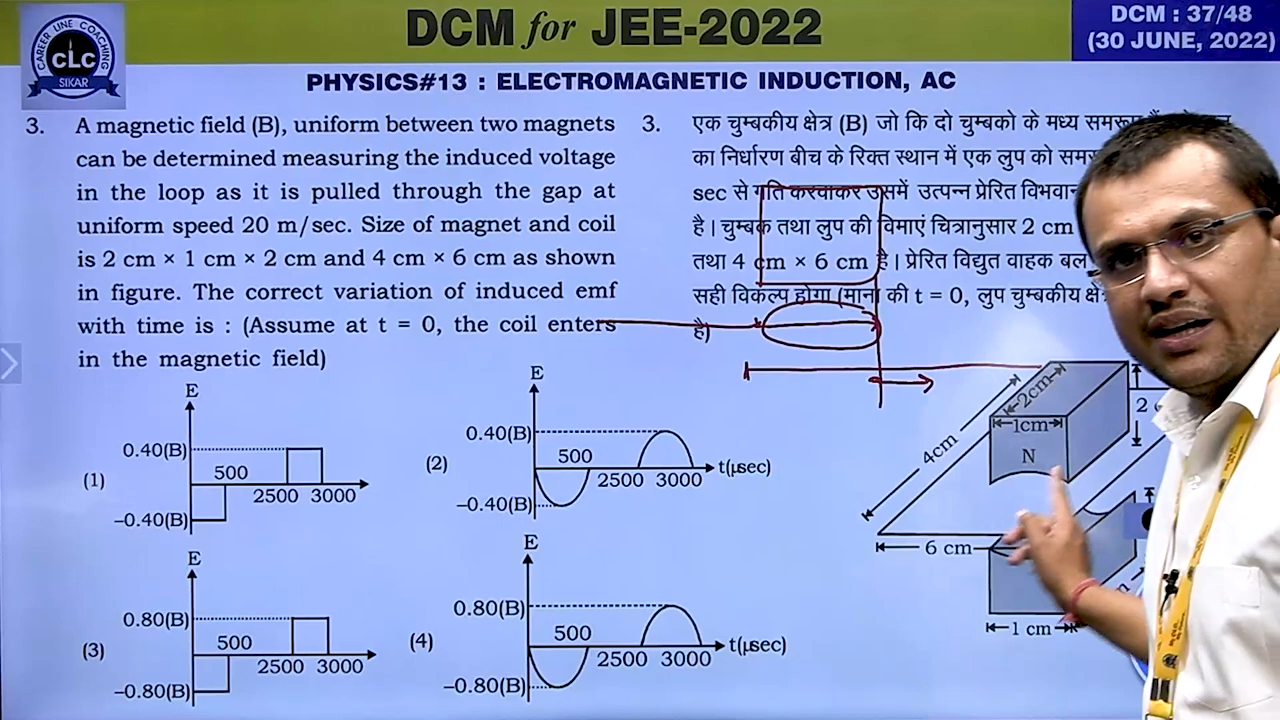 DCM for JEE-2022
DCM : 37/48
(30 JUNE, 2022)
CAREER LINE COACHING
CLC
SIKAR
PHYSICS#13 : ELECTROMAGNETIC INDUCTION, AC
3. A magnetic field (B), uniform between two magnets
can be determined measuring the induced voltage
in the loop as it is pulled through the gap at
uniform speed 20 m/sec. Size of magnet and coil
is 2 cm × 1 cm × 2 cm and 4 cm × 6 cm as shown
in figure. The correct variation of induced emf
with time is : (Assume at t = 0, the coil enters
in the magnetic field)
3. एक चुम्बकीय क्षेत्र (B) जो कि दो चुम्बको के मध्य
का निर्धारण बीच के रिक्त स्थान में एक लुप को
sec से गति करवाकर उसमें उत्पन्न प्रेरित
है। चुम्बक तथा लुप की विमाएं चित्रानुसार 2 cm
तथा 4 cm × 6 cm है। प्रेरित विद्युत वाहक बल
सही विकल्प होगा (माना की t = 0, लुप चुम्बकीय
है)
(1)
E
0.40(B)
500
2500 3000
−0.40(B)
(2)
E
0.40(B)
500
t(μsec)
2500 3000
−0.40(B)
(3)
E
0.80(B)
500
2500 3000
−0.80(B)
(4)
E
0.80(B)
500
t(μsec)
2500 3000
−0.80(B)
2cm
1cm
2
4cm
N
6 cm
1 cm